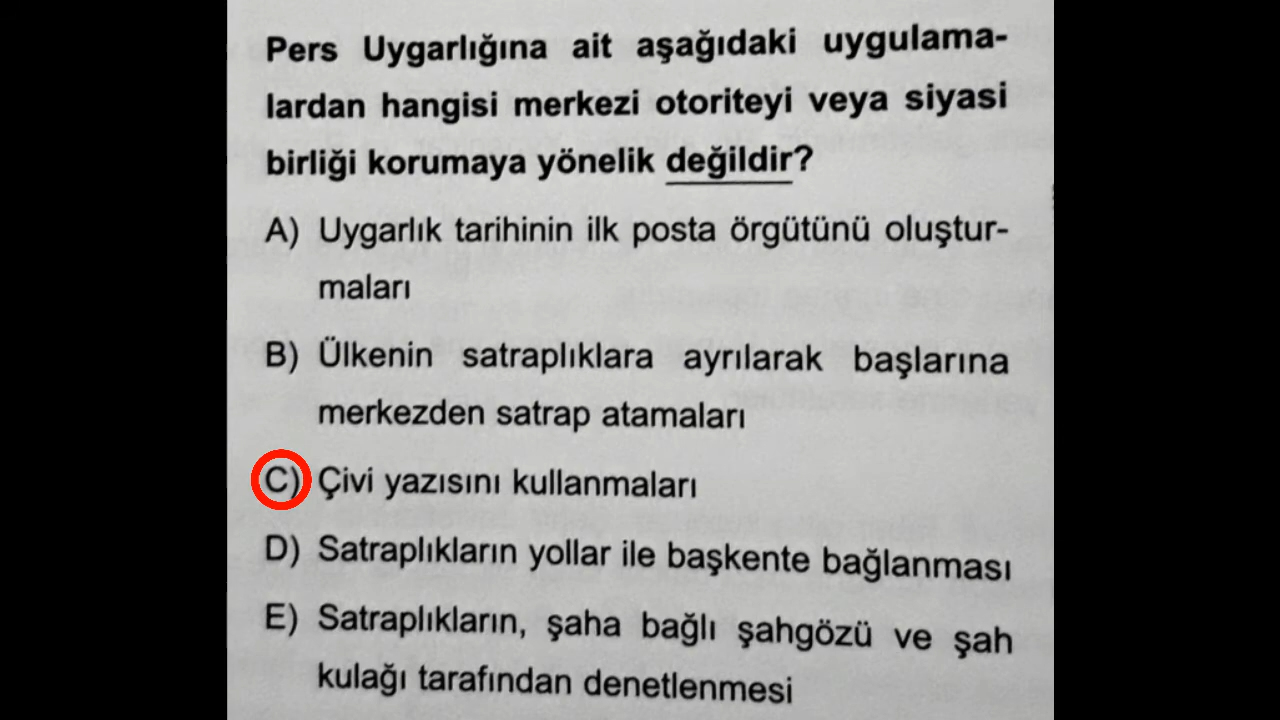 Pers Uygarlığına ait aşağıdaki uygulama-
lardan hangisi merkezi otoriteyi veya siyasi
birliği korumaya yönelik değildir?
A) Uygarlık tarihinin ilk posta örgütünü oluştur-
maları
B) Ülkenin satraplıklara ayrılarak başlarına
merkezden satrap atamaları
C) Çivi yazısını kullanmaları
D) Satraplıkların yollar ile başkente bağlanması
E) Satraplıkların, şaha bağlı şahgözü ve şah
kulağı tarafından denetlenmesi